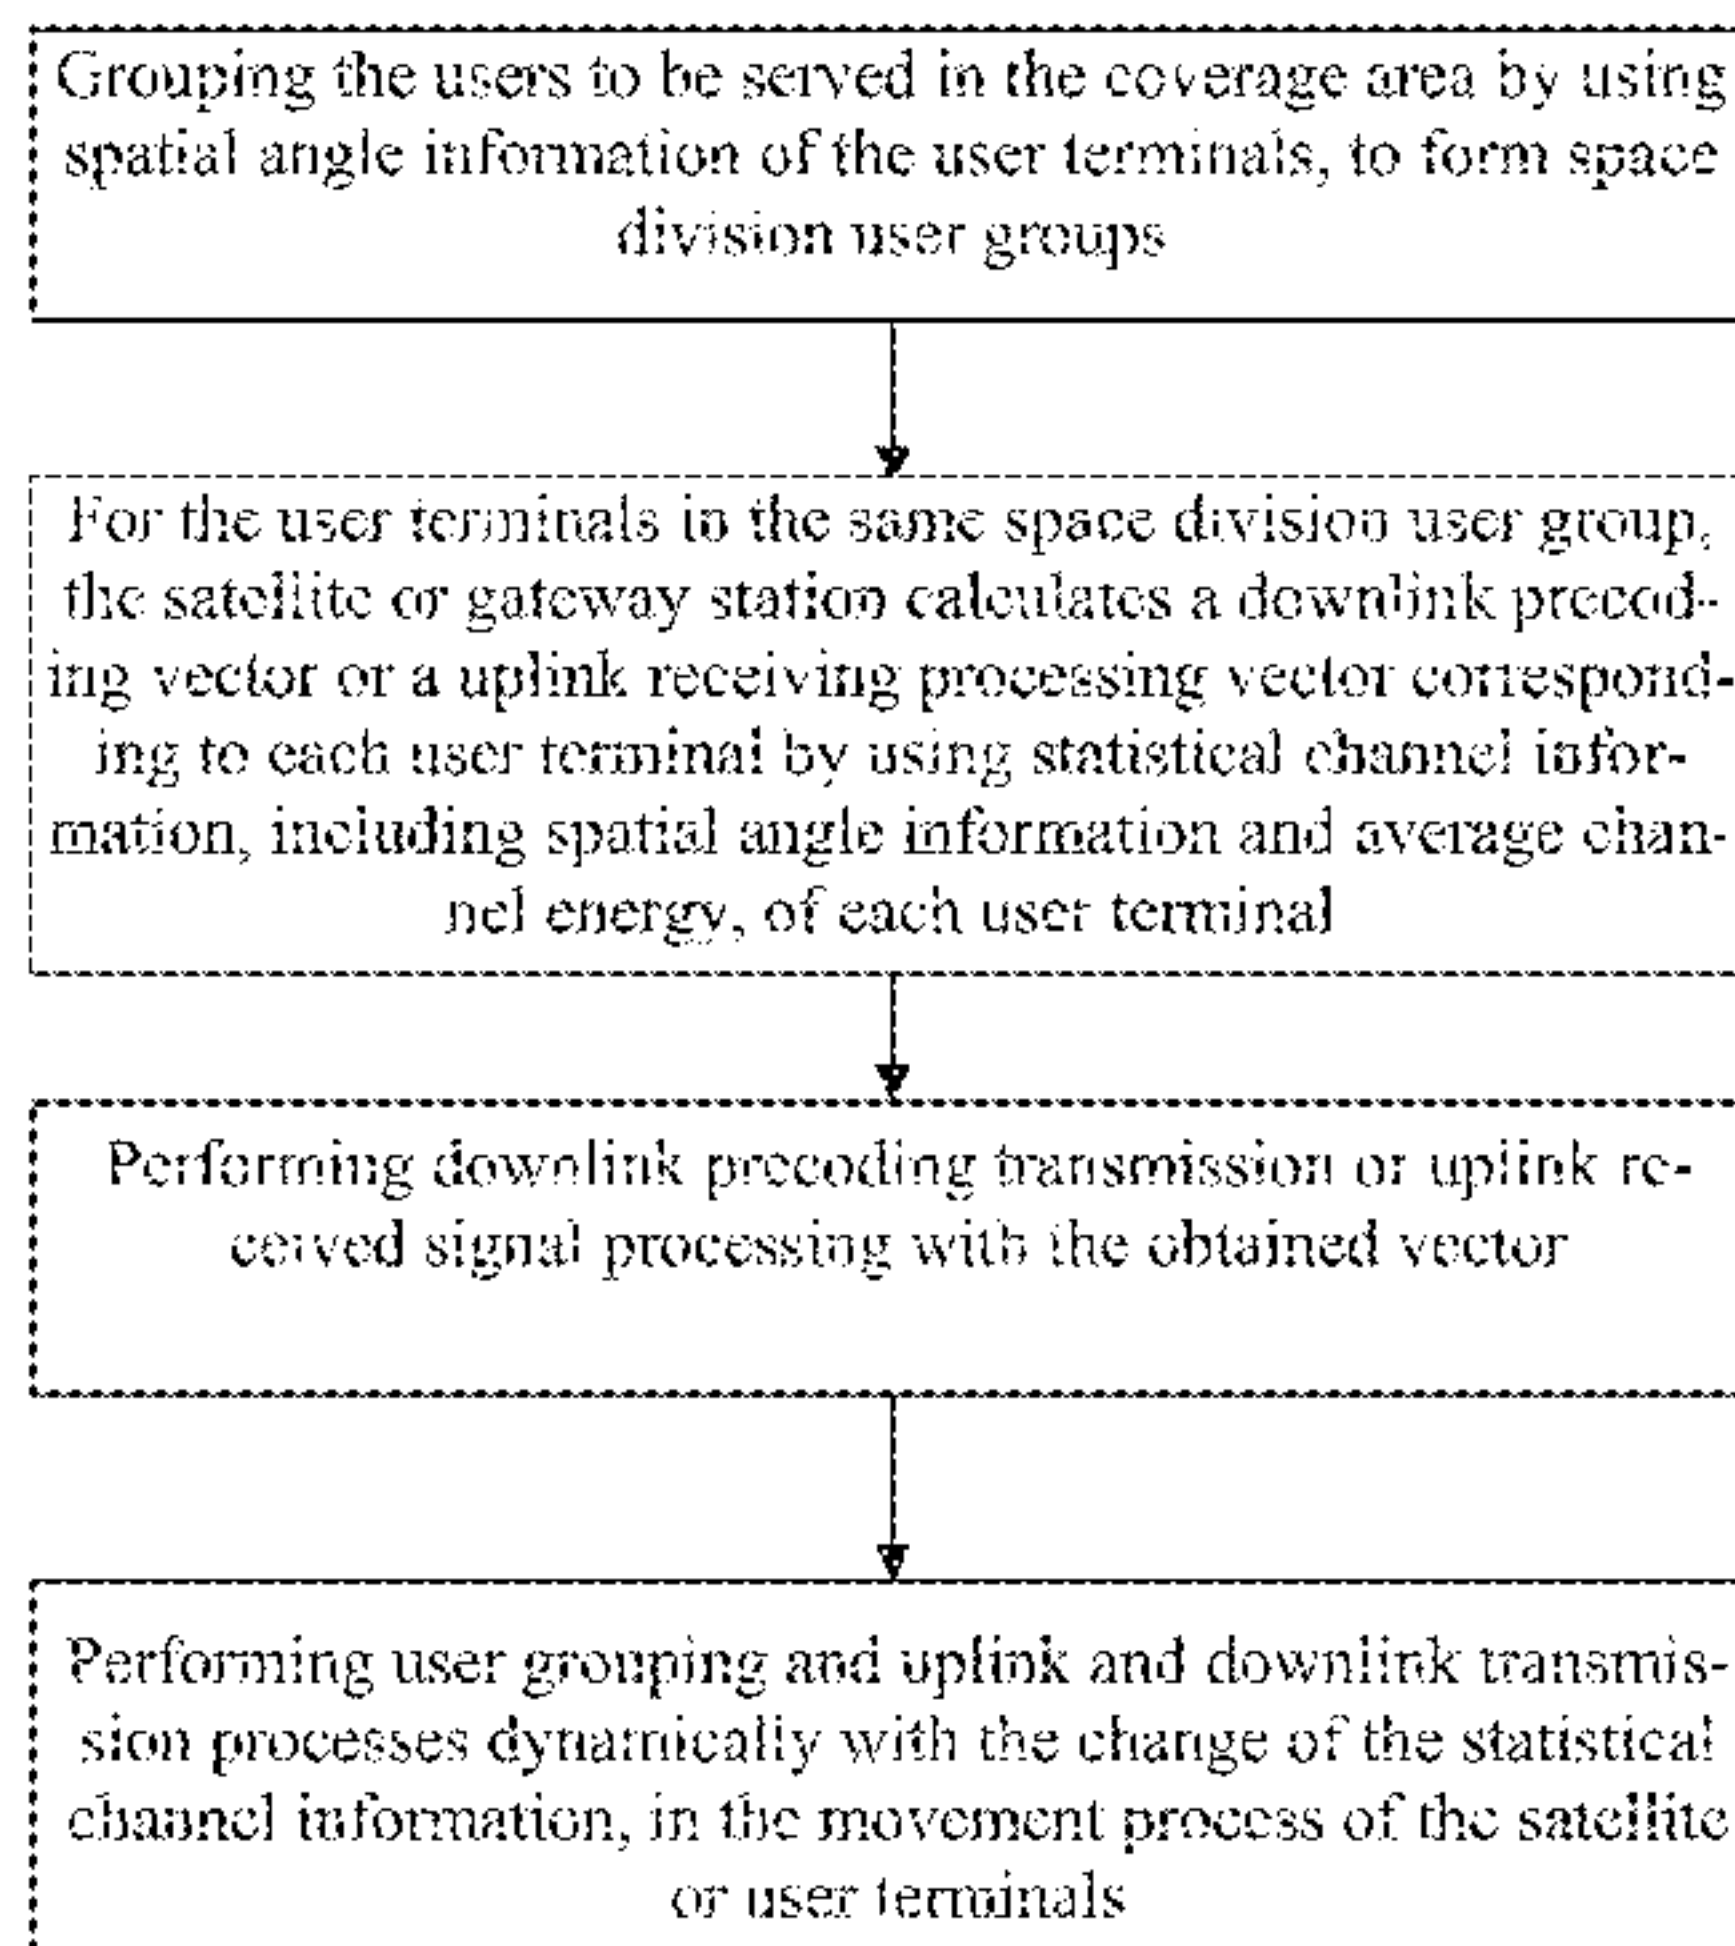 Grouping the users to be served in the coverage area by using
spatial angle information of the user terminals, to form space
division user groups
For the user terminals in the same space division user group,
the satellite or gateway station calculates a downlink precod-
ing vector or a uplink receiving processing vector correspond-
ing to each user terminal by using statistical channel infor-
mation, including spatial angle information and average chan-
nel energy, of each user terminal
Performing downlink precoding transmission or uplink re-
ceived signal processing with the obtained vector
Performing user grouping and uplink and downlink transmis-
sion processes dynamically with the change of the statistical
channel information, in the movement process of the satellite
or user terminals